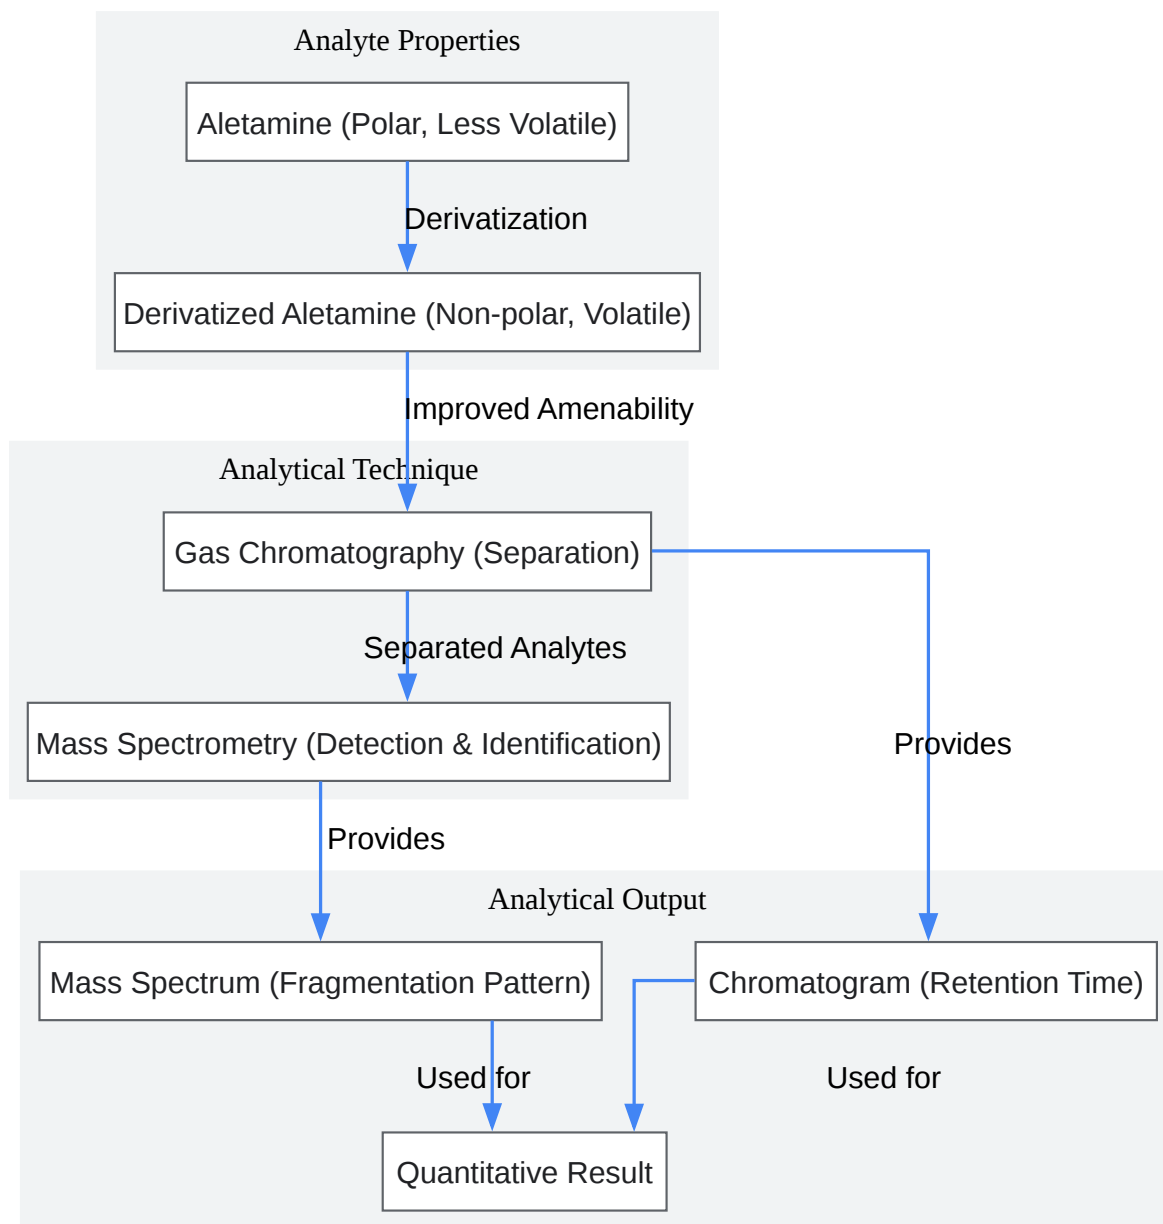 Analyte Properties
Aletamine (Polar, Less Volatile)
Derivatization
Derivatized Aletamine (Non-polar, Volatile)
Improved Amenability
Analytical Technique
Gas Chromatography (Separation)
Separated Analytes
Mass Spectrometry (Detection & Identification)
Provides
Provides
Analytical Output
Mass Spectrum (Fragmentation Pattern)
Chromatogram (Retention Time)
Used for
Used for
Quantitative Result